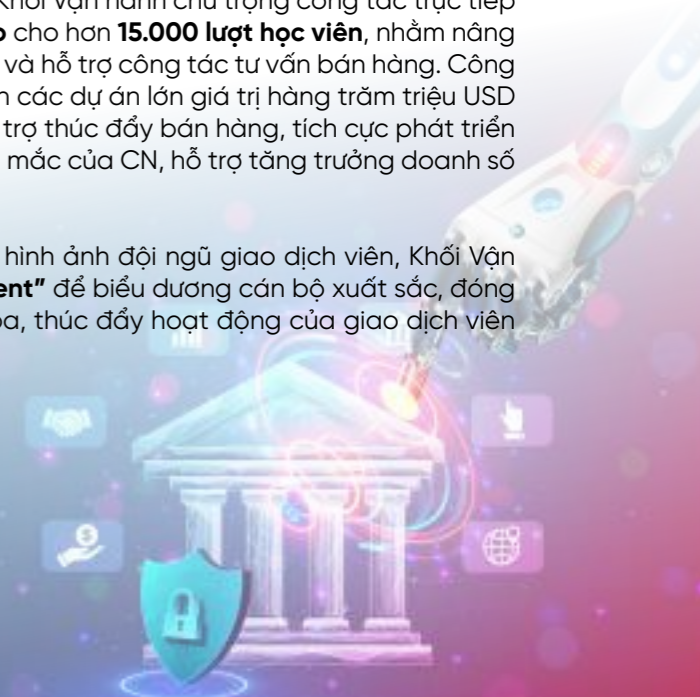 Khối Vận hành chú trọng công tác trực tiếp
cho hơn 15.000 lượt học viên, nhằm nâng
và hỗ trợ công tác tư vấn bán hàng. Công
các dự án lớn giá trị hàng trăm triệu USD
trợ thúc đẩy bán hàng, tích cực phát triển
mắc của CN, hỗ trợ tăng trưởng doanh số
hình ảnh đội ngũ giao dịch viên, Khối Vận
ent” để biểu dương cán bộ xuất sắc, đóng
oa, thúc đẩy hoạt động của giao dịch viên